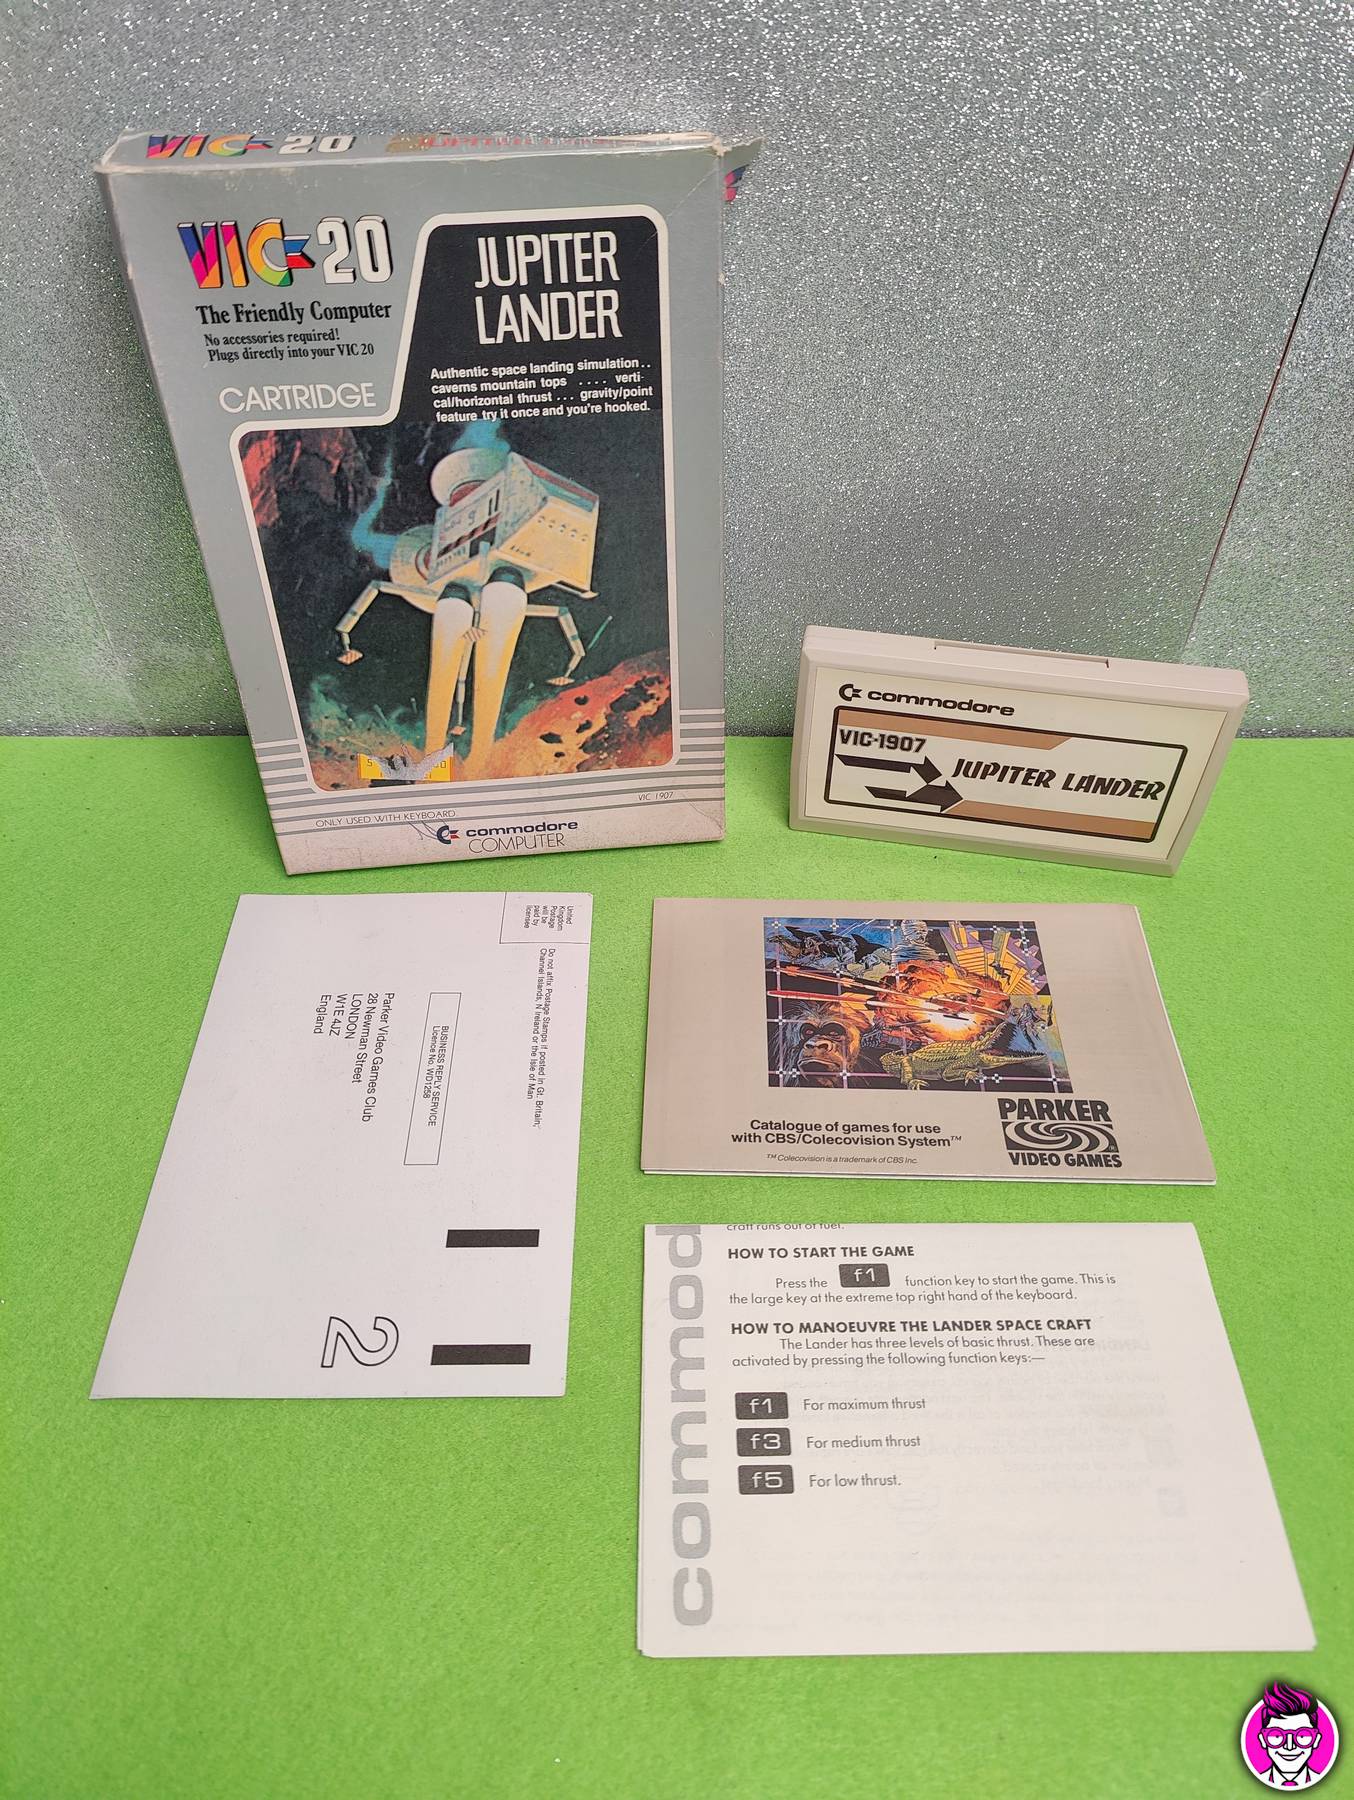 VIC-20
VIC-20
The Friendly Computer
No accessories required!
Plugs directly into your VIC 20
CARTRIDGE
JUPITER
LANDER
Authentic space landing simulation..
caverns mountain tops .... verti-
cal/horizontal thrust ... gravity/point
feature try it once and you're hooked.
ONLY USED WITH KEYBOARD.
VIC 1907
commodore
COMPUTER
commodore
VIC-1907
JUPITER LANDER
United
Kingdom
Postage
will be
paid by
licensee
Do not affix Postage Stamps if posted in Gt. Britain,
Channel Islands, N Ireland or the Isle of Man
BUSINESS REPLY SERVICE
Licence No. WD1258
Parker Video Games Club
28 Newman Street
LONDON
W1E 4JZ
England
2
Catalogue of games for use
with CBS/Colecovision System™
™ Colecovision is a trademark of CBS Inc.
PARKER
VIDEO GAMES
commod
craft runs out of fuel.
HOW TO START THE GAME
Press the f1 function key to start the game. This is
the large key at the extreme top right hand of the keyboard.
HOW TO MANOEUVRE THE LANDER SPACE CRAFT
The Lander has three levels of basic thrust. These are
activated by pressing the following function keys:—
f1 For maximum thrust
f3 For medium thrust
f5 For low thrust.